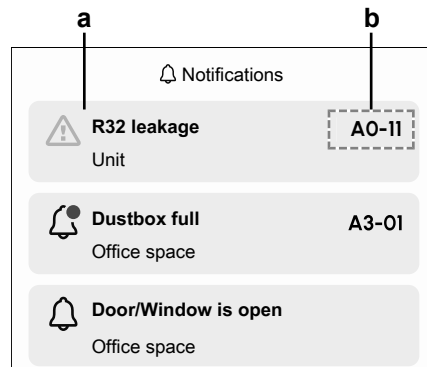 a b
Notifications
R32 leakage A0-11
Unit
Dustbox full A3-01
Office space
Door/Window is open
Office space